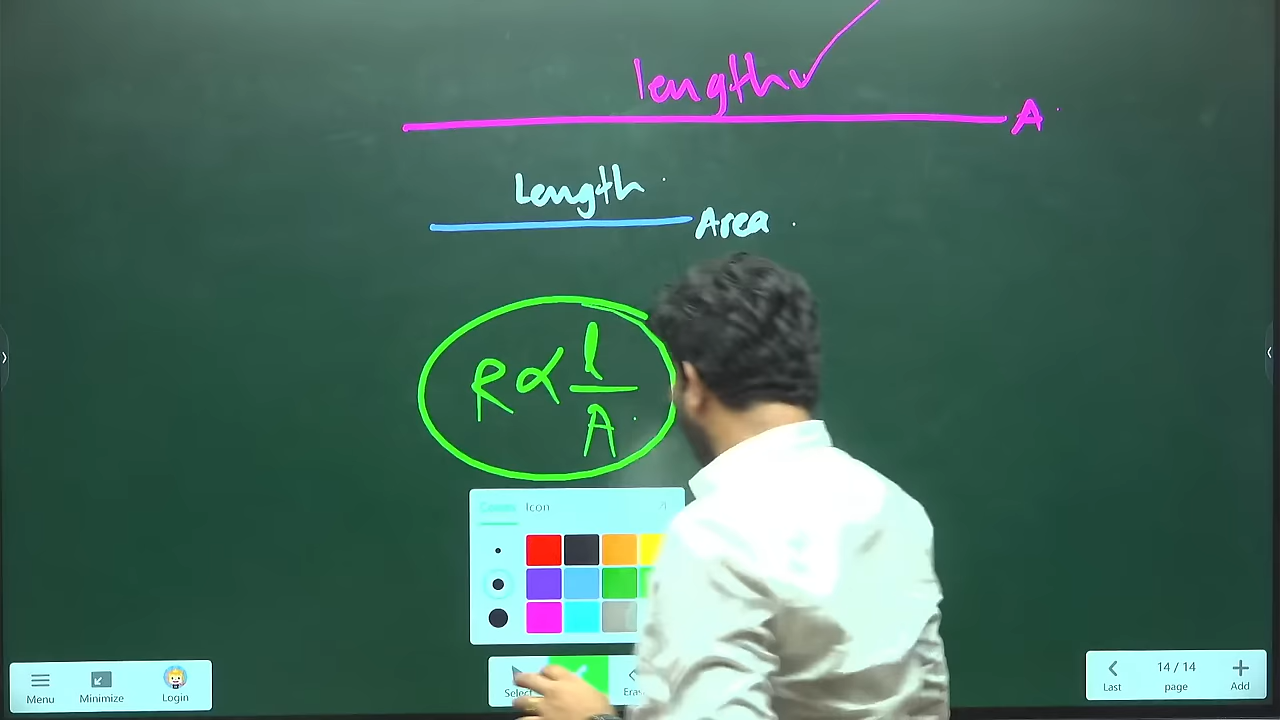 length
A
Length
Area
R ∝ l/A
Icon
Menu
Minimize
Login
Select
Last
14 / 14
page
Add